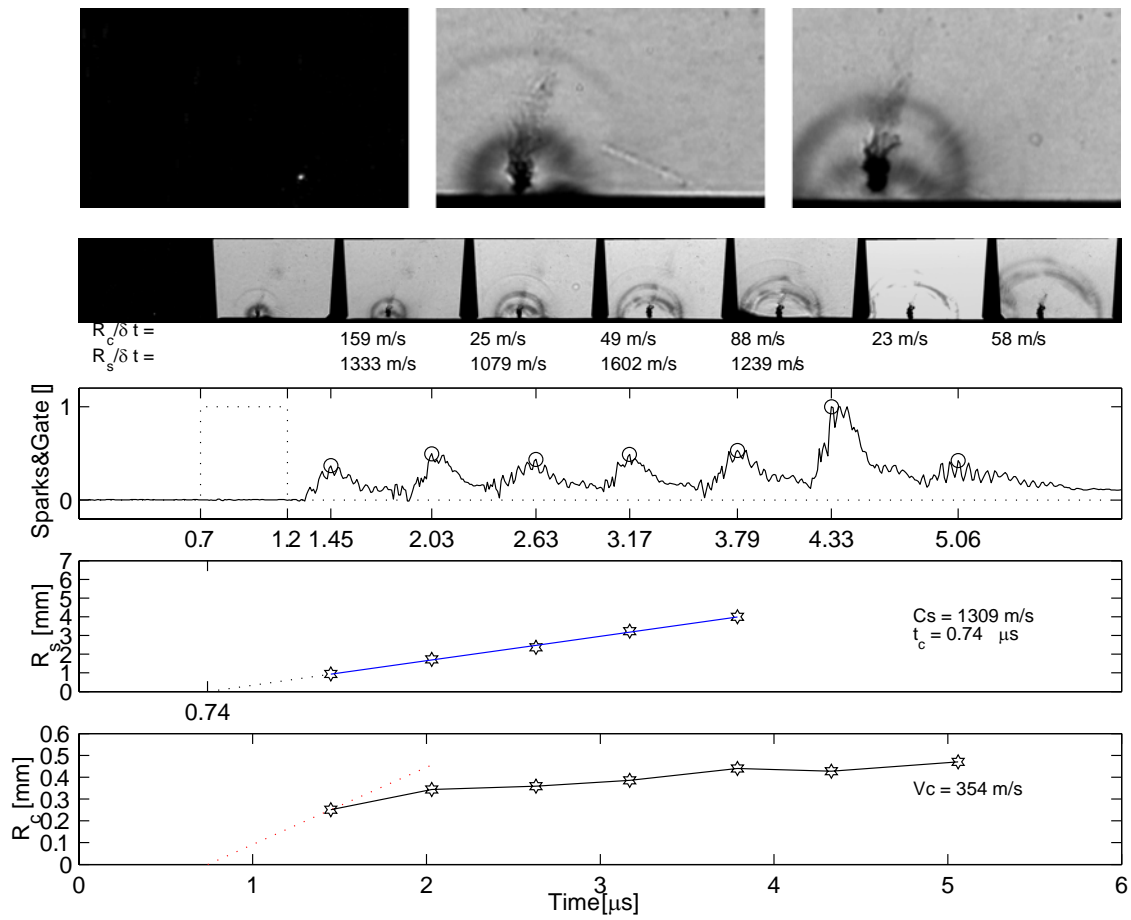 R_c/δ t = 159 m/s 25 m/s 49 m/s 88 m/s 23 m/s 58 m/s
R_s/δ t = 1333 m/s 1079 m/s 1602 m/s 1239 m/s
Sparks&Gate []
1
0
0.7 1.2 1.45 2.03 2.63 3.17 3.79 4.33 5.06
R_s [mm]
7
6
5
4
3
2
1
0
Cs = 1309 m/s
t_c = 0.74 μs
0.74
R_c [mm]
0.6
0.5
0.4
0.3
0.2
0.1
0
Vc = 354 m/s
0 1 2 3 4 5 6
Time[μs]